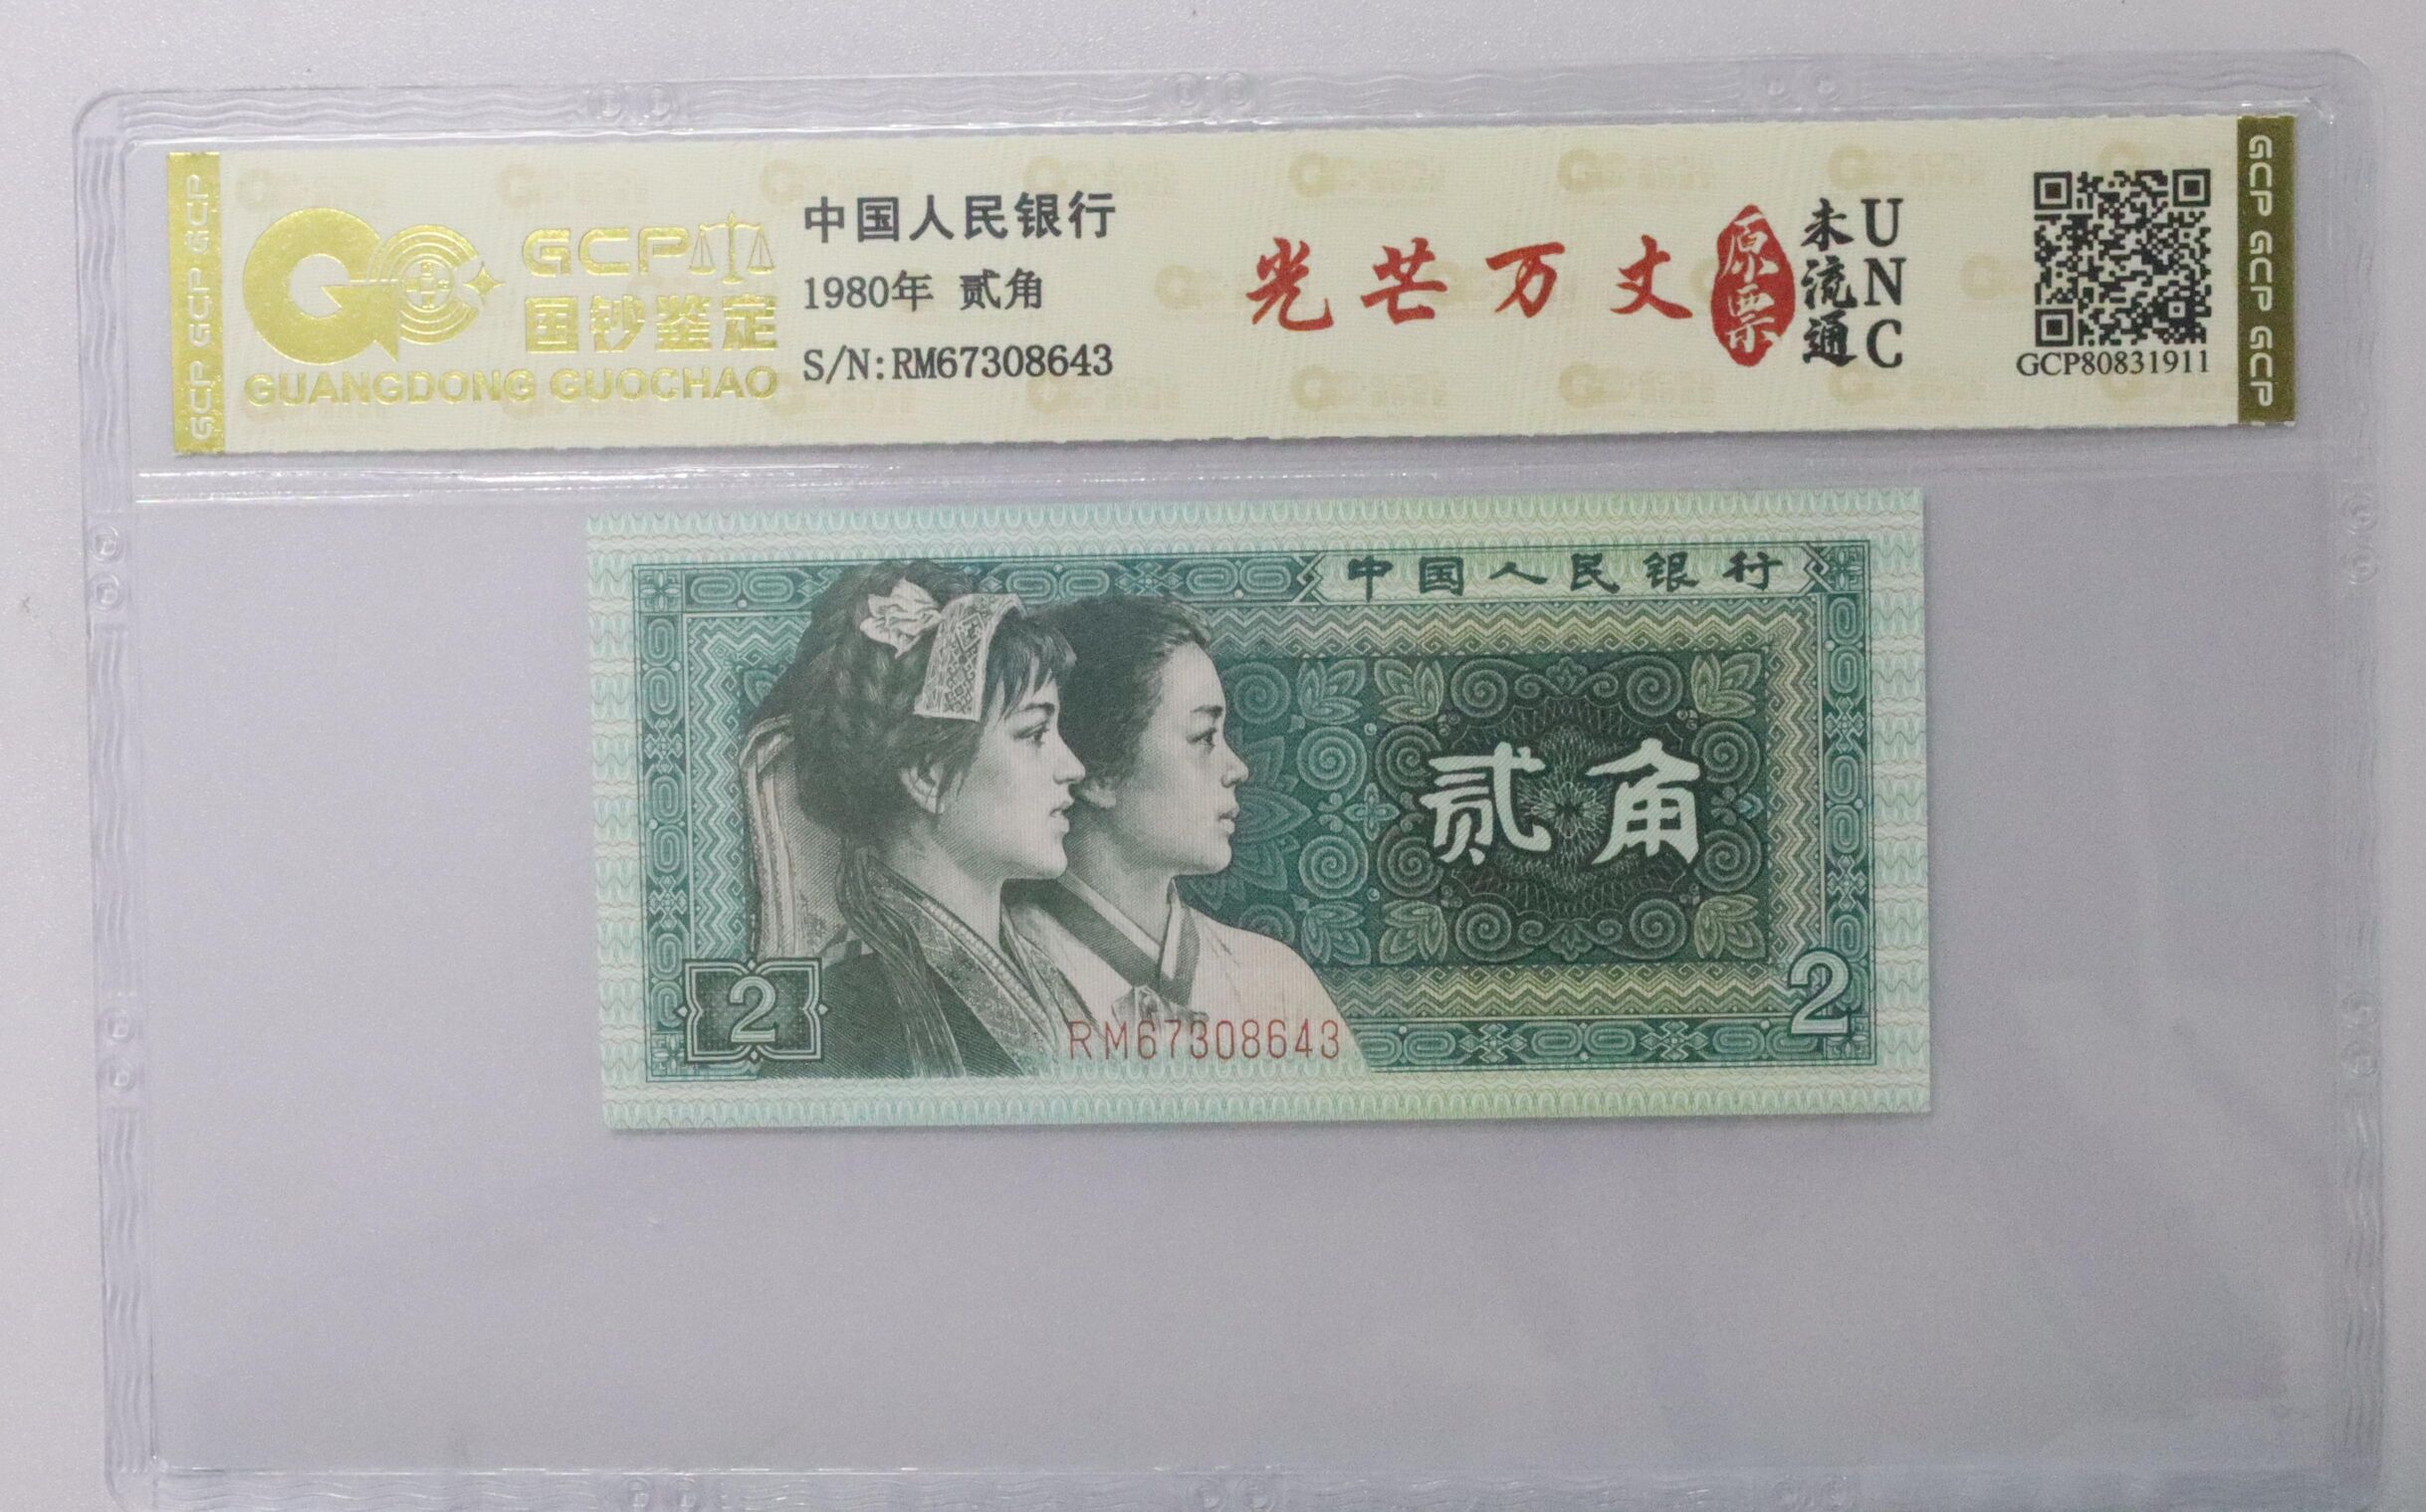 GCP GCP GCP
GCP
国钞鉴定
GUANGDONG GUOCHAO
中国人民银行
1980年 贰角
S/N:RM67308643
光芒万丈
原票
未流通
UNC
GCP80831911
GCP GCP GCP
中国人民银行
贰角
2
2
RM67308643